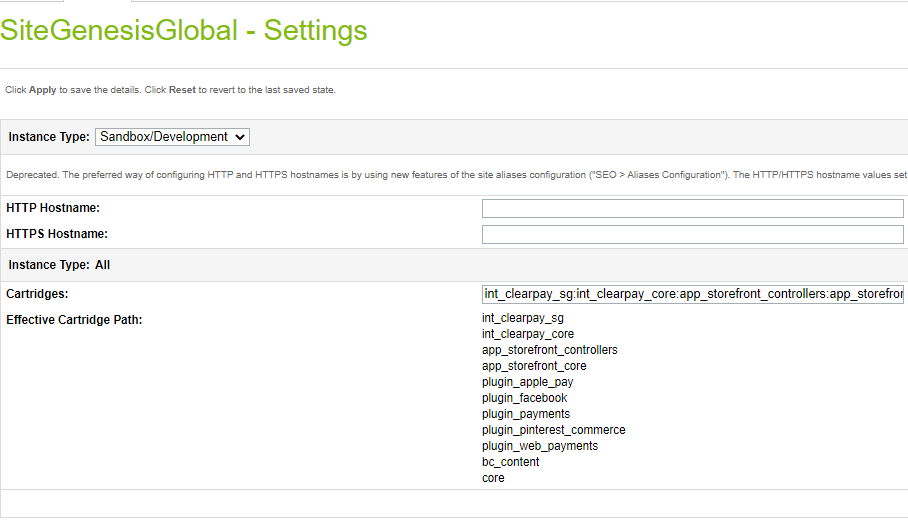 SiteGenesisGlobal - Settings
Click Apply to save the details. Click Reset to revert to the last saved state.
Instance Type: Sandbox/Development
Deprecated. The preferred way of configuring HTTP and HTTPS hostnames is by using new features of the site aliases configuration ("SEO > Aliases Configuration"). The HTTP/HTTPS hostname values set
HTTP Hostname:
HTTPS Hostname:
Instance Type: All
Cartridges: int_clearpay_sg:int_clearpay_core:app_storefront_controllers:app_storefror
Effective Cartridge Path: int_clearpay_sg
int_clearpay_core
app_storefront_controllers
app_storefront_core
plugin_apple_pay
plugin_facebook
plugin_payments
plugin_pinterest_commerce
plugin_web_payments
bc_content
core